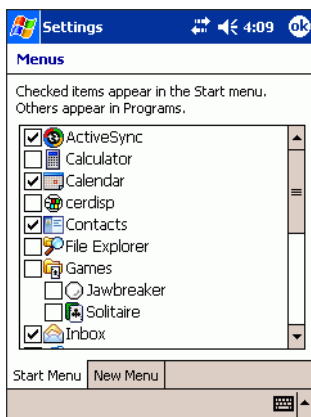 Settings 4:09 ok
Menus
Checked items appear in the Start menu.
Others appear in Programs.
ActiveSync
Calculator
Calendar
cerdisp
Contacts
File Explorer
Games
Jawbreaker
Solitaire
Inbox
Start Menu New Menu